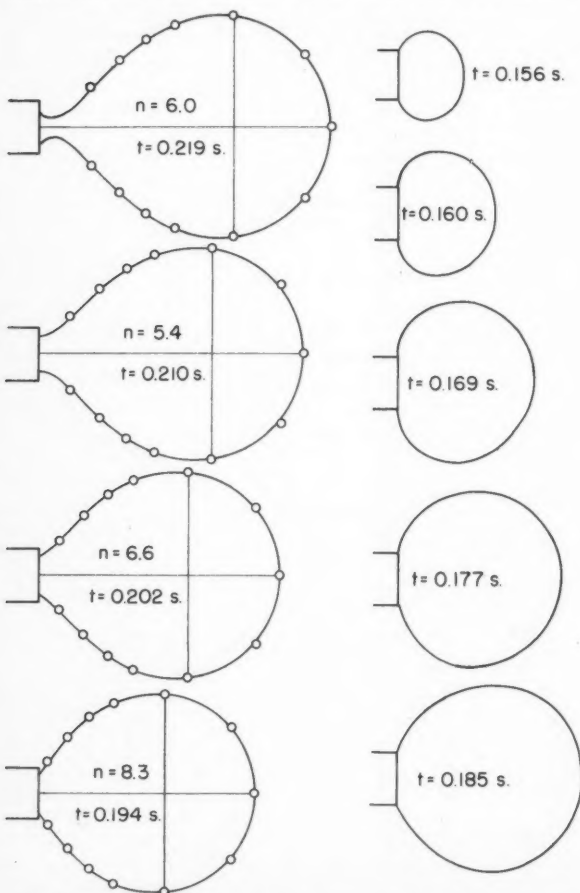 n = 6.0
t = 0.219 s.
n = 5.4
t = 0.210 s.
n = 6.6
t = 0.202 s.
n = 8.3
t = 0.194 s.
t = 0.156 s.
t = 0.160 s.
t = 0.169 s.
t = 0.177 s.
t = 0.185 s.